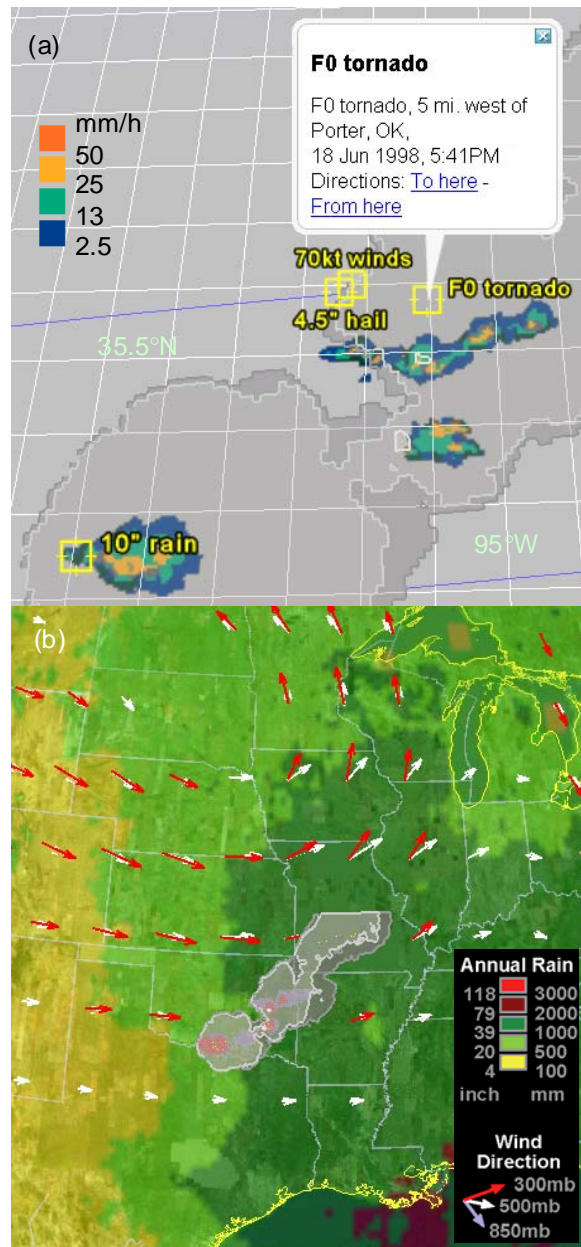 (a)
mm/h
50
25
13
2.5
F0 tornado
F0 tornado, 5 mi. west of
Porter, OK,
18 Jun 1998, 5:41PM
Directions: To here -
From here
70kt winds
F0 tornado
4.5" hail
35.5°N
10" rain
95°W
(b)
Annual Rain
118 3000
79 2000
39 1000
20 500
4 100
inch mm
Wind
Direction
300mb
500mb
850mb